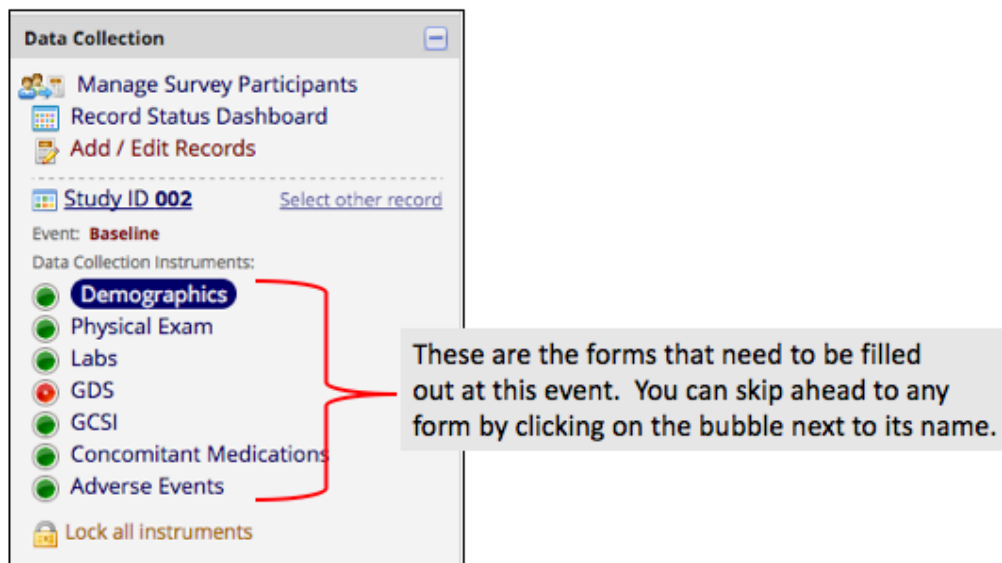 Data Collection
Manage Survey Participants
Record Status Dashboard
Add / Edit Records
Study ID 002 Select other record
Event: Baseline
Data Collection Instruments:
Demographics
Physical Exam
Labs
GDS
GCSI
Concomitant Medications
Adverse Events
Lock all instruments
These are the forms that need to be filled
out at this event. You can skip ahead to any
form by clicking on the bubble next to its name.